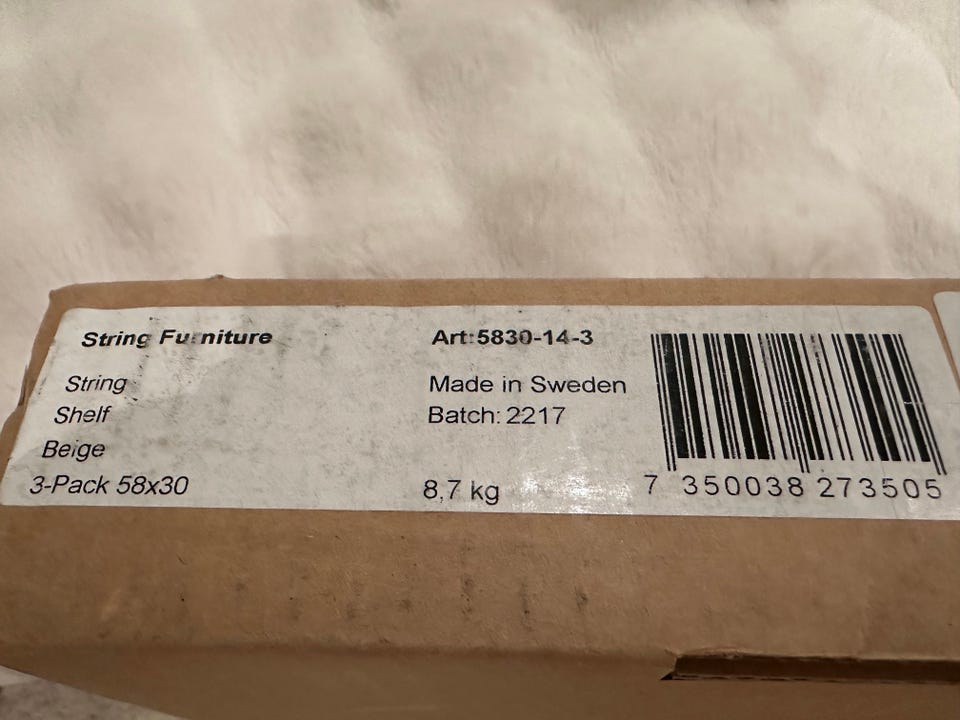 String Furniture
String
Shelf
Beige
3-Pack 58x30
Art:5830-14-3
Made in Sweden
Batch: 2217
8,7 kg
7 350038 273505